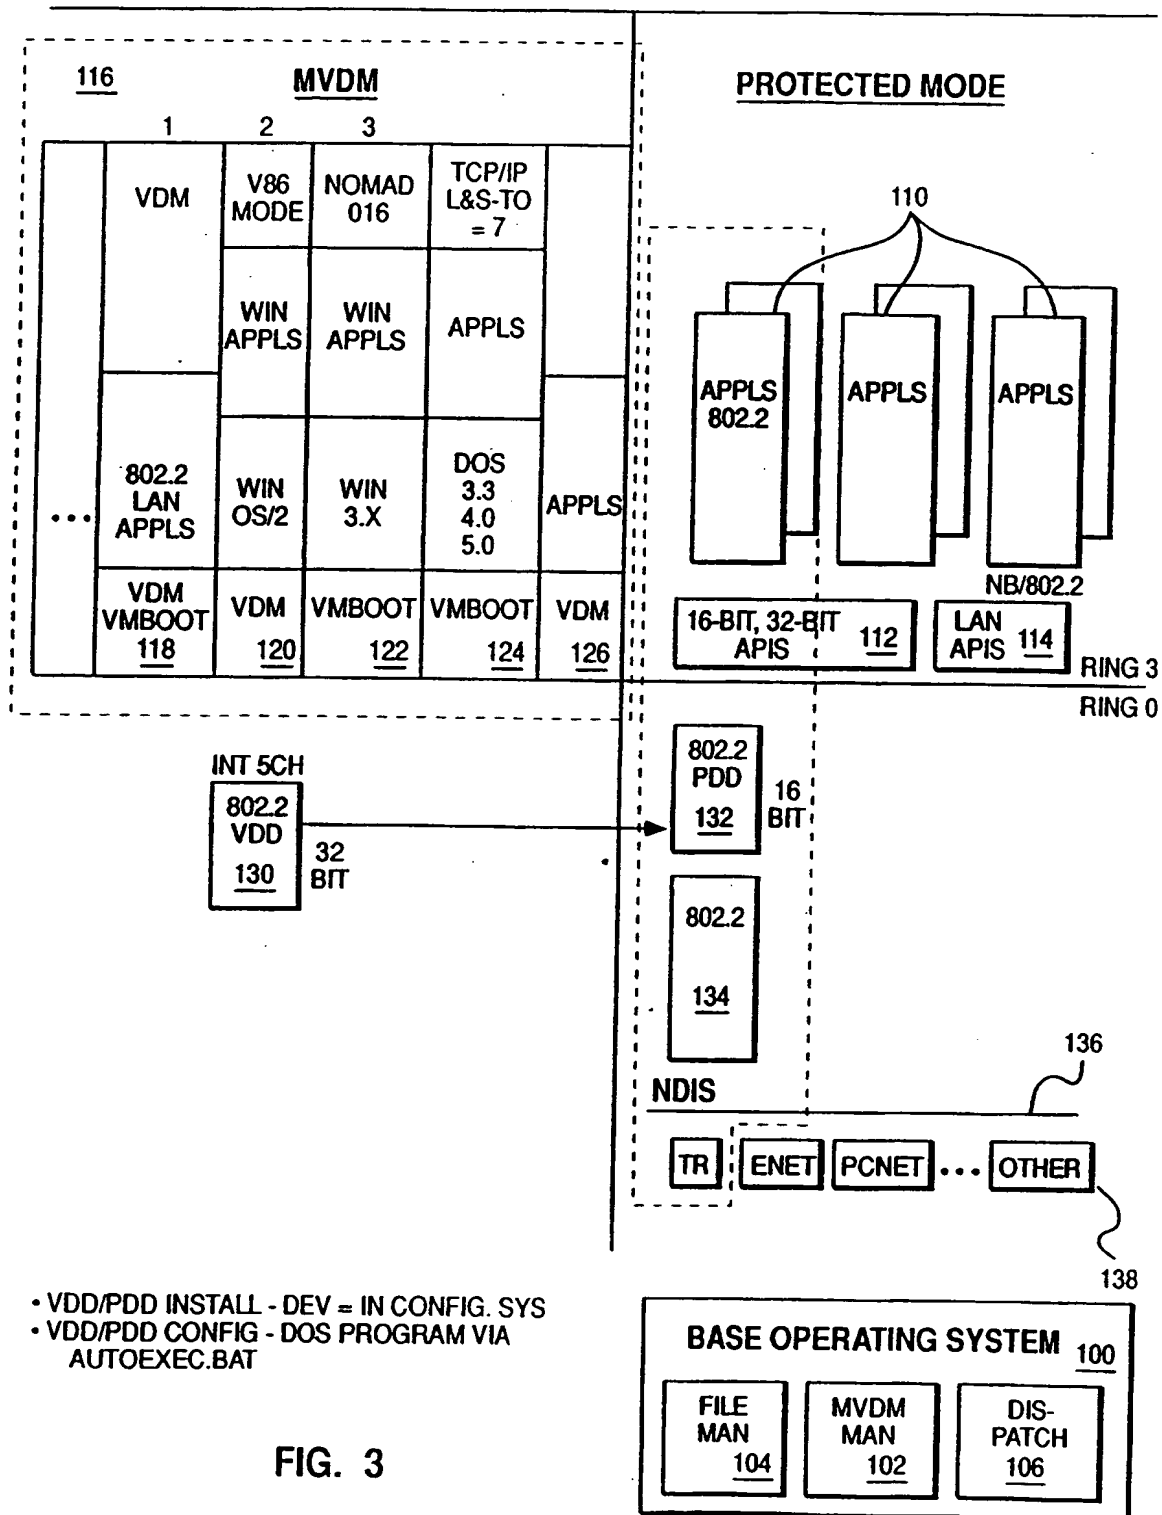 116
MVDM
PROTECTED MODE
1 2 3
VDM
V86
MODE
NOMAD
016
TCP/IP
L&S-TO
= 7
110
WIN
APPLS
WIN
APPLS
APPLS
APPLS
802.2
APPLS
APPLS
...
802.2
LAN
APPLS
WIN
OS/2
WIN
3.X
DOS
3.3
4.0
5.0
APPLS
VDM
VMBOOT
118
VDM
120
VMBOOT
122
VMBOOT
124
VDM
126
NB/802.2
16-BIT, 32-BIT
APIS 112
LAN
APIS 114
RING 3
RING 0
INT 5CH
802.2
VDD
130
32
BIT
802.2
PDD
132
16
BIT
802.2
134
136
NDIS
TR ENET PCNET ... OTHER
138
• VDD/PDD INSTALL - DEV = IN CONFIG. SYS
• VDD/PDD CONFIG - DOS PROGRAM VIA
AUTOEXEC.BAT
BASE OPERATING SYSTEM 100
FILE
MAN
104
MVDM
MAN
102
DIS-
PATCH
106
FIG. 3